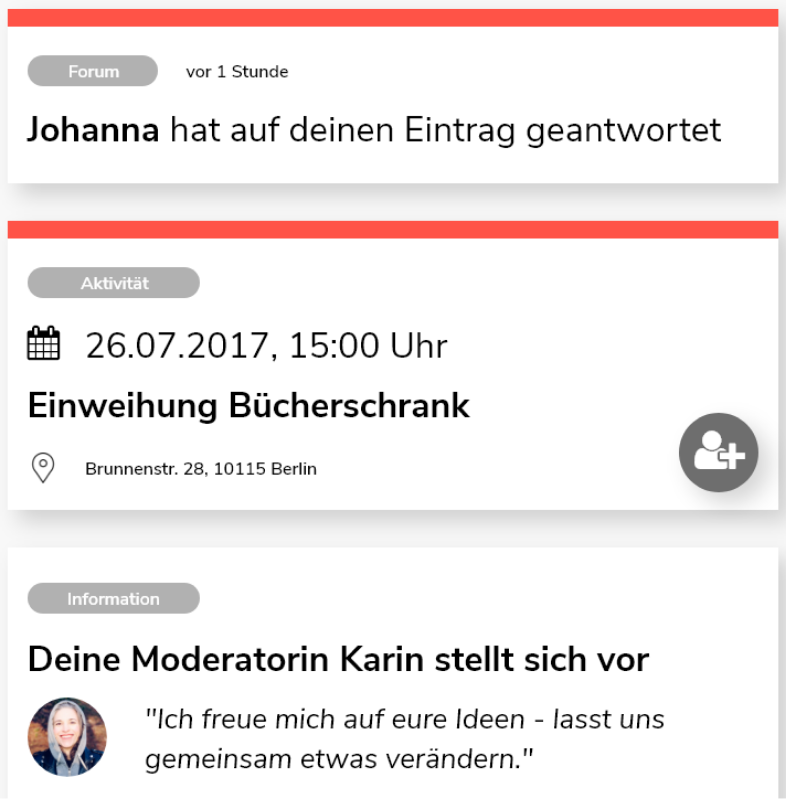 Forum vor 1 Stunde
Johanna hat auf deinen Eintrag geantwortet
Aktivität
26.07.2017, 15:00 Uhr
Einweihung Bücherschrank
Brunnenstr. 28, 10115 Berlin
Information
Deine Moderatorin Karin stellt sich vor
"Ich freue mich auf eure Ideen - lasst uns
gemeinsam etwas verändern."